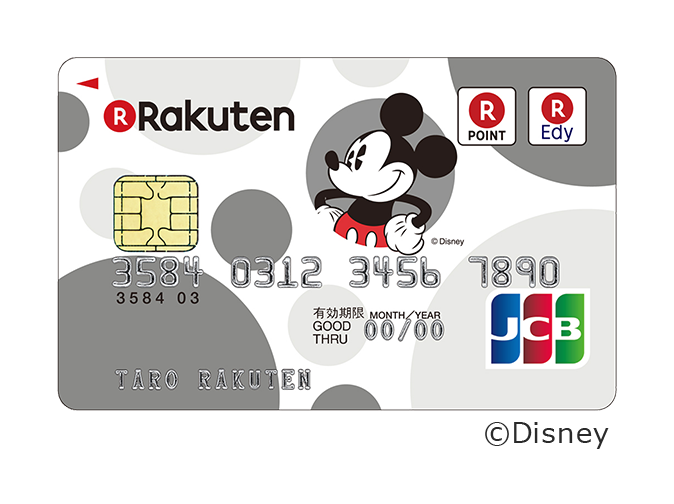 R Rakuten
R
POINT
R
Edy
© Disney
3584 0312 3456 7890
3584 03
有効期限
GOOD
THRU
MONTH/YEAR
00/00
JCB
TARO RAKUTEN
©Disney